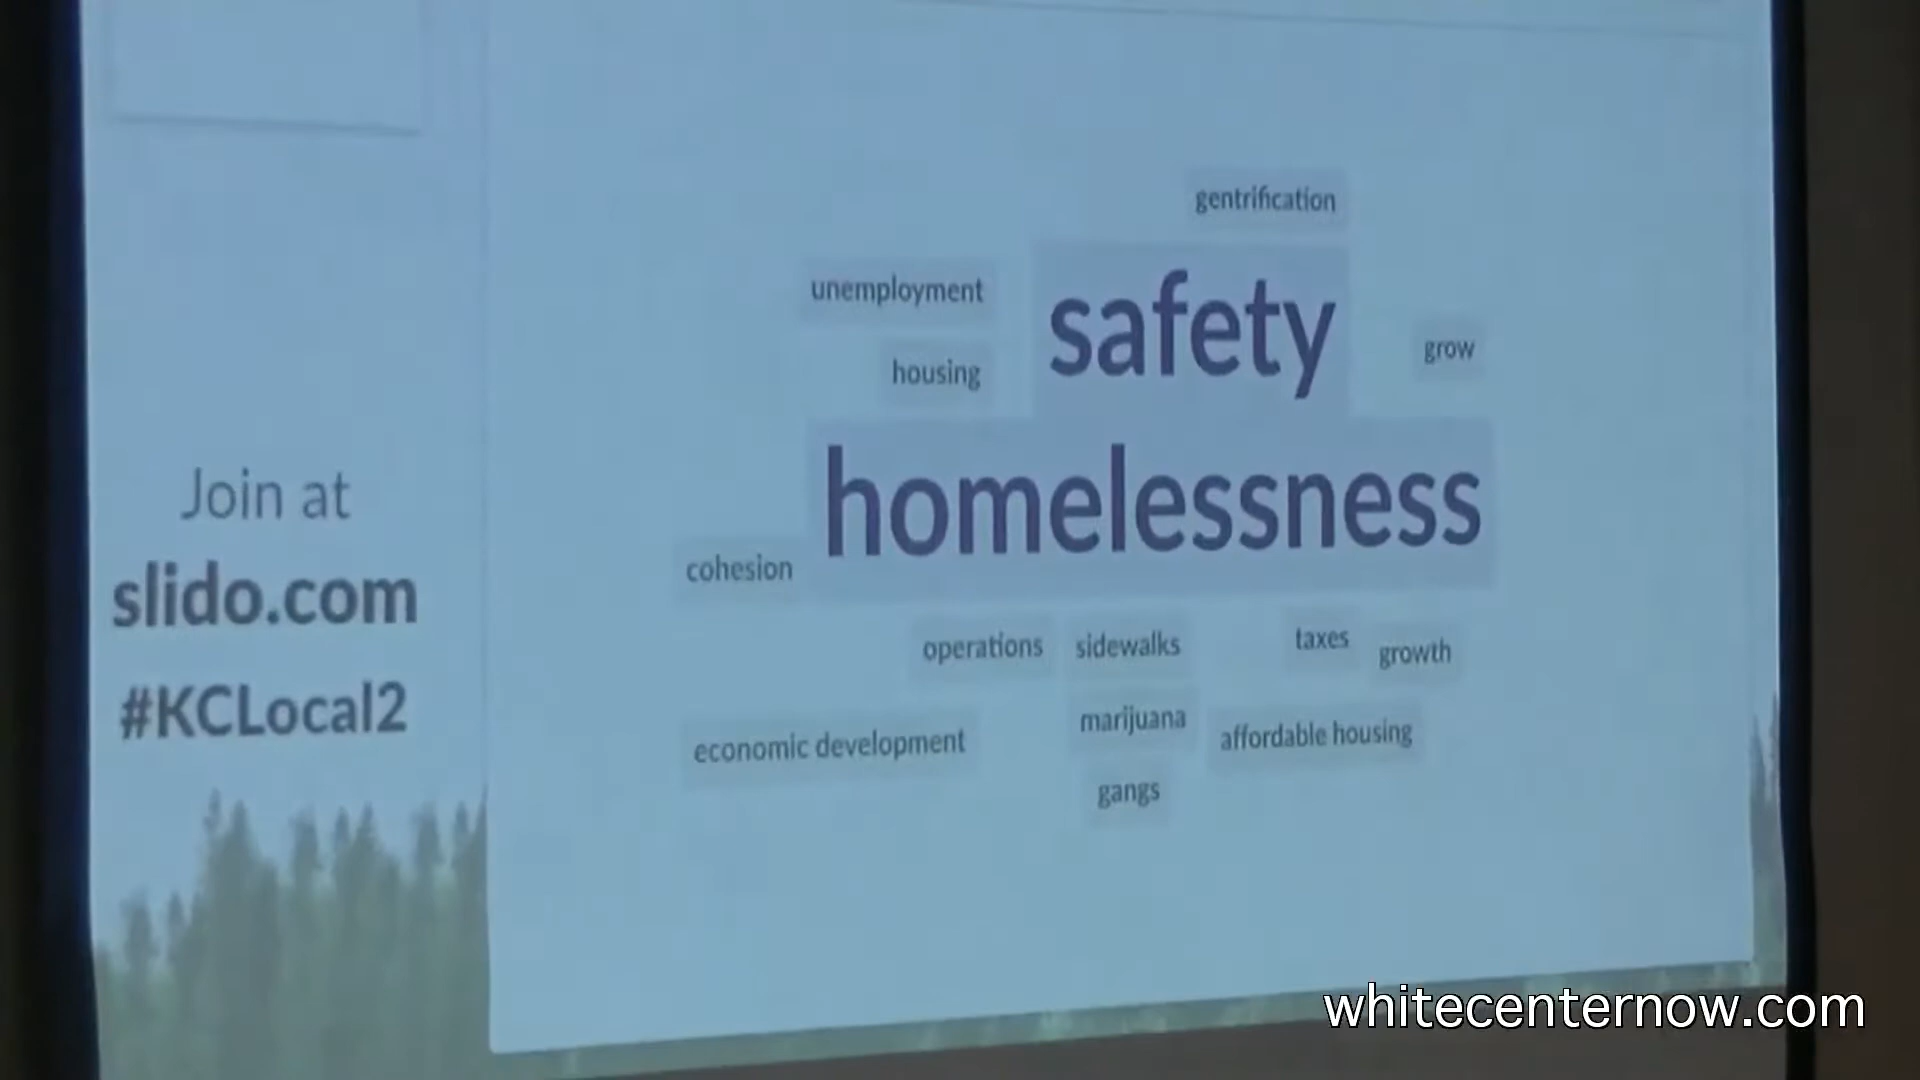 Join at
slido.com
#KCLocal2
gentrification
unemployment
safety
housing
grow
homelessness
cohesion
operations
sidewalks
taxes
growth
economic development
marijuana
affordable housing
gangs
whitecenternow.com